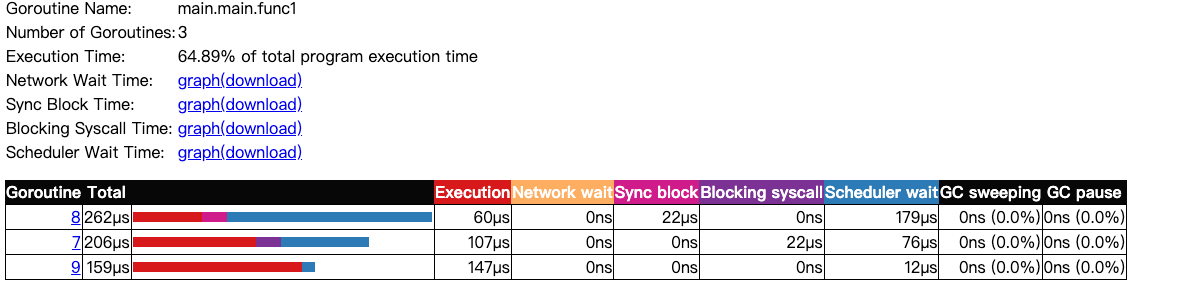 Goroutine Name: main.main.func1
Number of Goroutines: 3
Execution Time: 64.89% of total program execution time
Network Wait Time: graph(download)
Sync Block Time: graph(download)
Blocking Syscall Time: graph(download)
Scheduler Wait Time: graph(download)
Goroutine Total Execution Network wait Sync block Blocking syscall Scheduler wait GC sweeping GC pause
8 262µs 60µs 0ns 22µs 0ns 179µs 0ns (0.0%) 0ns (0.0%)
7 206µs 107µs 0ns 0ns 22µs 76µs 0ns (0.0%) 0ns (0.0%)
9 159µs 147µs 0ns 0ns 0ns 12µs 0ns (0.0%) 0ns (0.0%)